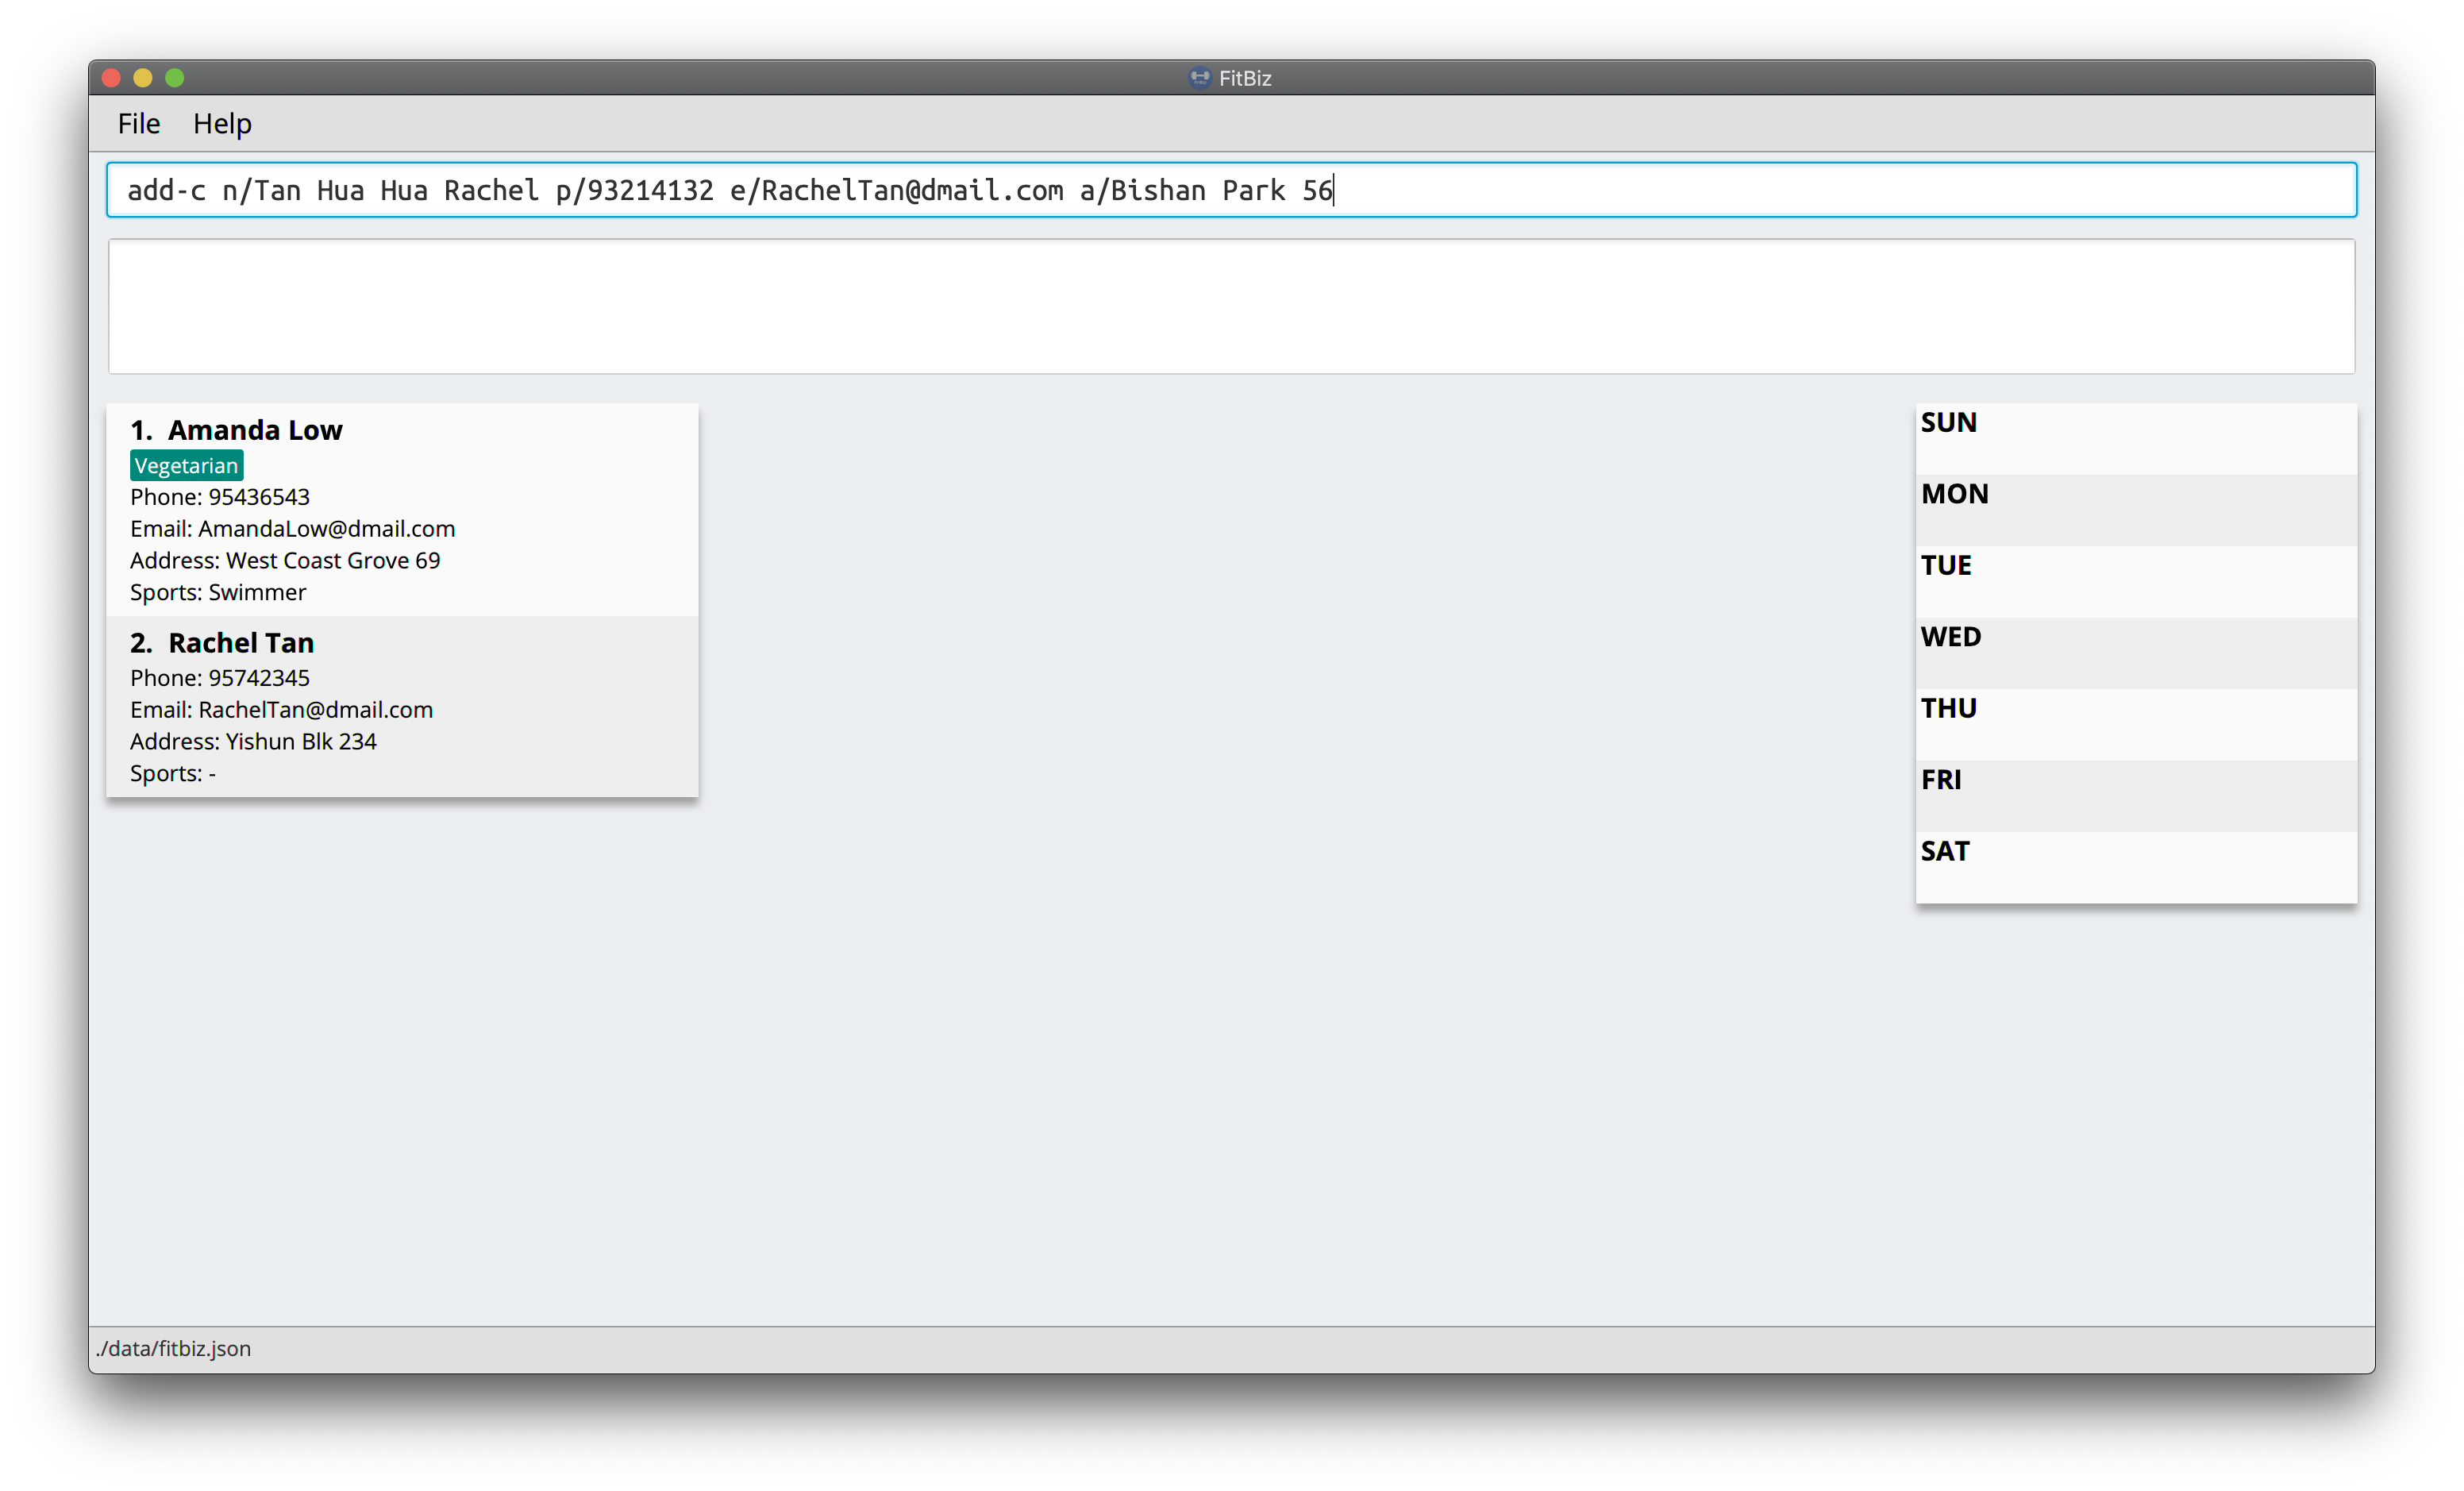 FitBiz
File Help
add-c n/Tan Hua Hua Rachel p/93214132 e/RachelTan@dmail.com a/Bishan Park 56
1. Amanda Low
Vegetarian
Phone: 95436543
Email: AmandaLow@dmail.com
Address: West Coast Grove 69
Sports: Swimmer
2. Rachel Tan
Phone: 95742345
Email: RachelTan@dmail.com
Address: Yishun Blk 234
Sports: -
SUN
MON
TUE
WED
THU
FRI
SAT
./data/fitbiz.json